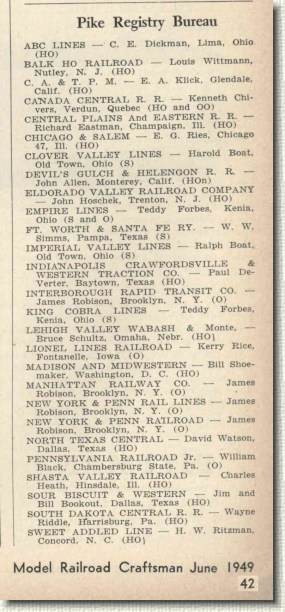 Pike Registry Bureau
ABC LINES — C. E. Dickman, Lima, Ohio
(HO)
BALK HO RAILROAD — Louis Wittmann,
Nutley, N. J. (HO)
C. A. & T. P. M. — E. A. Klick, Glendale,
Calif. (HO)
CANADA CENTRAL R. R. — Kenneth Chi-
vers, Verdun, Quebec (HO and OO)
CENTRAL PLAINS And EASTERN R. R. —
Richard Eastman, Champaign, Ill. (HO)
CHICAGO & SALEM — E. G. Ries, Chicago
47, Ill. (HO)
CLOVER VALLEY LINES — Harold Boat,
Old Town, Ohio (S)
DEVIL'S GULCH & HELENGON R. R. —
John Allen, Monterey, Calif. (HOn)
ELDORADO VALLEY RAILROAD COMPANY
— John Hoschek, Trenton, N. J. (HO)
EMPIRE LINES — Teddy Forbes, Kenia,
Ohio (S and O)
FT. WORTH & SANTA FE RY. — W. W.
Simms, Pampa, Texas (S)
IMPERIAL VALLEY LINES — Ralph Boat,
Old Town, Ohio (S)
INDIANAPOLIS CRAWFORDSVILLE &
WESTERN TRACTION CO. — Paul De-
Verter, Baytown, Texas (HO)
INTERBOROUGH RAPID TRANSIT CO. —
James Robison, Brooklyn, N. Y. (O)
KING COBRA LINES — Teddy Forbes,
Kenia, Ohio (S)
LEHIGH VALLEY WABASH & Monte, —
Bruce Schultz, Omaha, Nebr. (HO)
LIONEL LINES RAILROAD — Kerry Rice,
Fontanelle, Iowa (O)
MADISON AND MIDWESTERN — Bill Shoe-
maker, Washington, D. C. (HO)
MANHATTAN RAILWAY CO. — James
Robison, Brooklyn, N. Y. (O)
NEW YORK & PENN RAIL LINES — James
Robison, Brooklyn, N. Y. (O)
NEW YORK & PENN RAILROAD — James
Robison, Brooklyn, N. Y. (O)
NORTH TEXAS CENTRAL — David Watson,
Dallas, Texas (HO)
PENNSYLVANIA RAILROAD Jr. — William
Black, Chambersburg State, Pa. (O)
SHASTA VALLEY RAILROAD — Charles
Heath, Hinsdale, Ill. (HO)
SOUR BISCUIT & WESTERN — Jim and
Bill Bookout, Dallas, Texas (HO)
SOUTH DAKOTA CENTRAL R. R. — Wayne
Riddle, Harrisburg, Pa. (HO)
SWEET ADDLED LINE — H. W. Ritzman,
Concord, N. C. (HO)
Model Railroad Craftsman June 1949
42